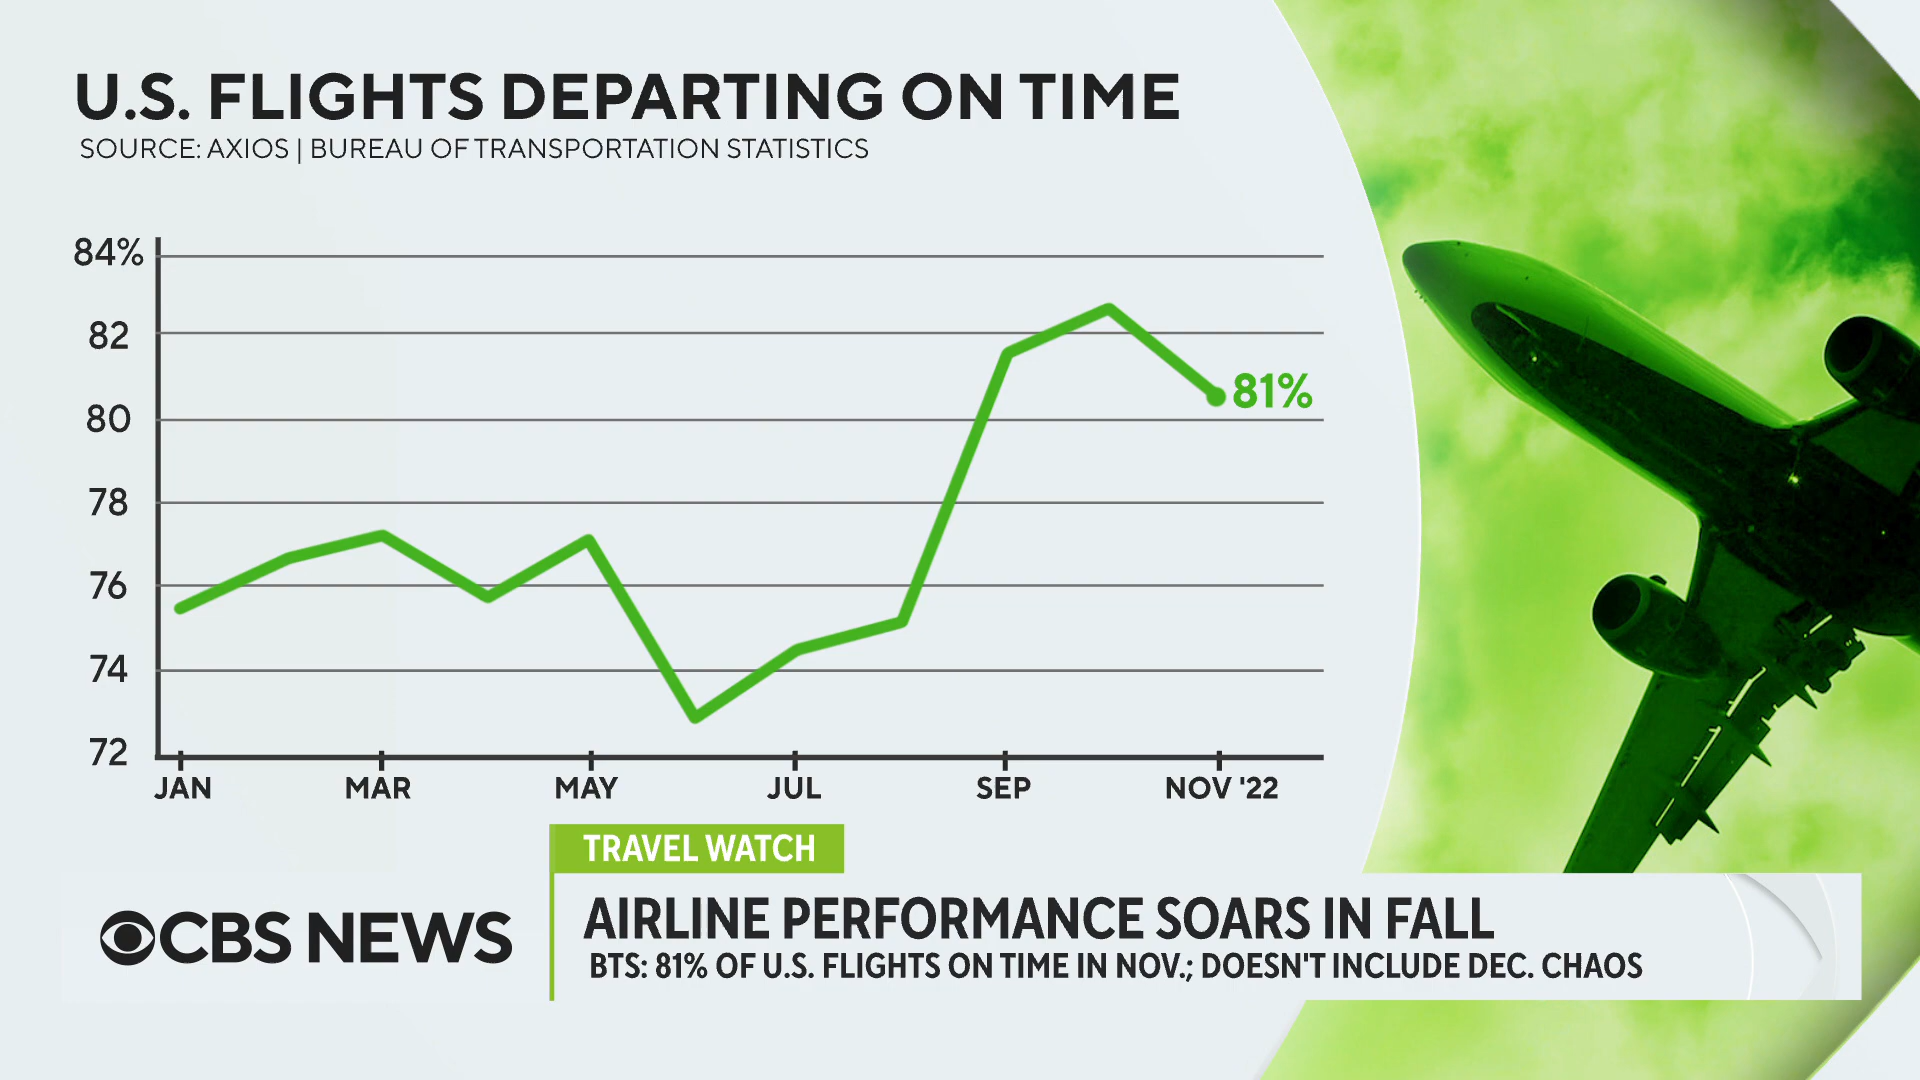 U.S. FLIGHTS DEPARTING ON TIME
SOURCE: AXIOS | BUREAU OF TRANSPORTATION STATISTICS
84%
82
80
78
76
74
72
81%
JAN MAR MAY JUL SEP NOV '22
TRAVEL WATCH
CBS NEWS
AIRLINE PERFORMANCE SOARS IN FALL
BTS: 81% OF U.S. FLIGHTS ON TIME IN NOV.; DOESN'T INCLUDE DEC. CHAOS